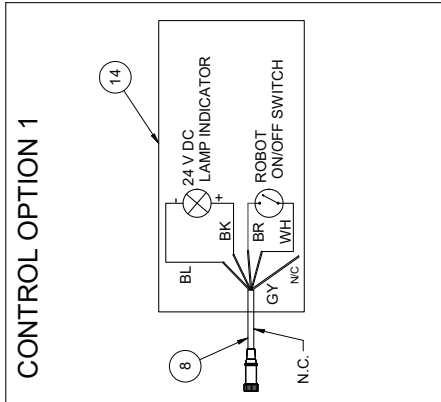 CONTROL OPTION 1
14
24 V DC
LAMP INDICATOR
-
+
ROBOT
ON/OFF SWITCH
BL
BK
BR
WH
GY
N/C
8
N.C.